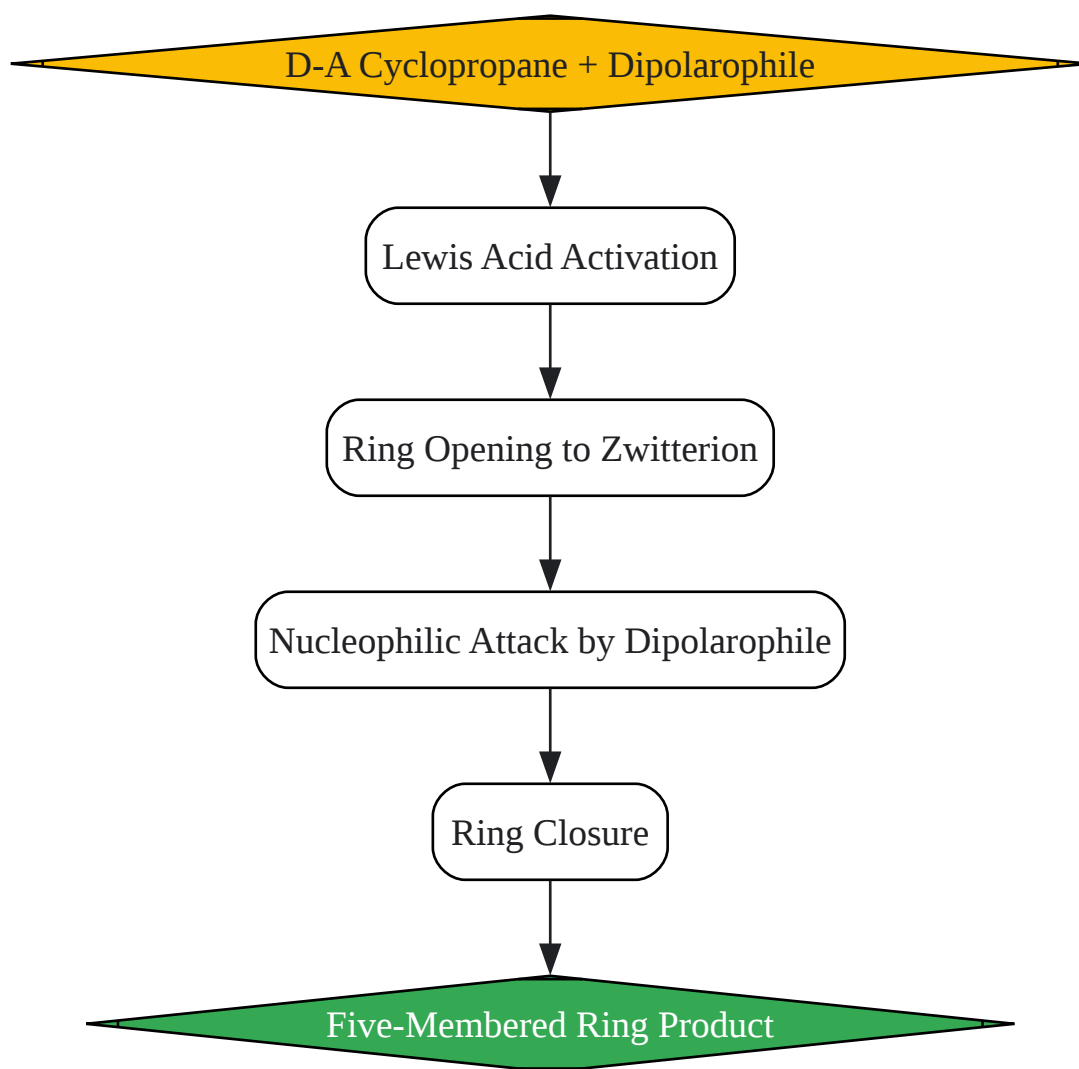 D-A Cyclopropane + Dipolarophile
Lewis Acid Activation
Ring Opening to Zwitterion
Nucleophilic Attack by Dipolarophile
Ring Closure
Five-Membered Ring Product